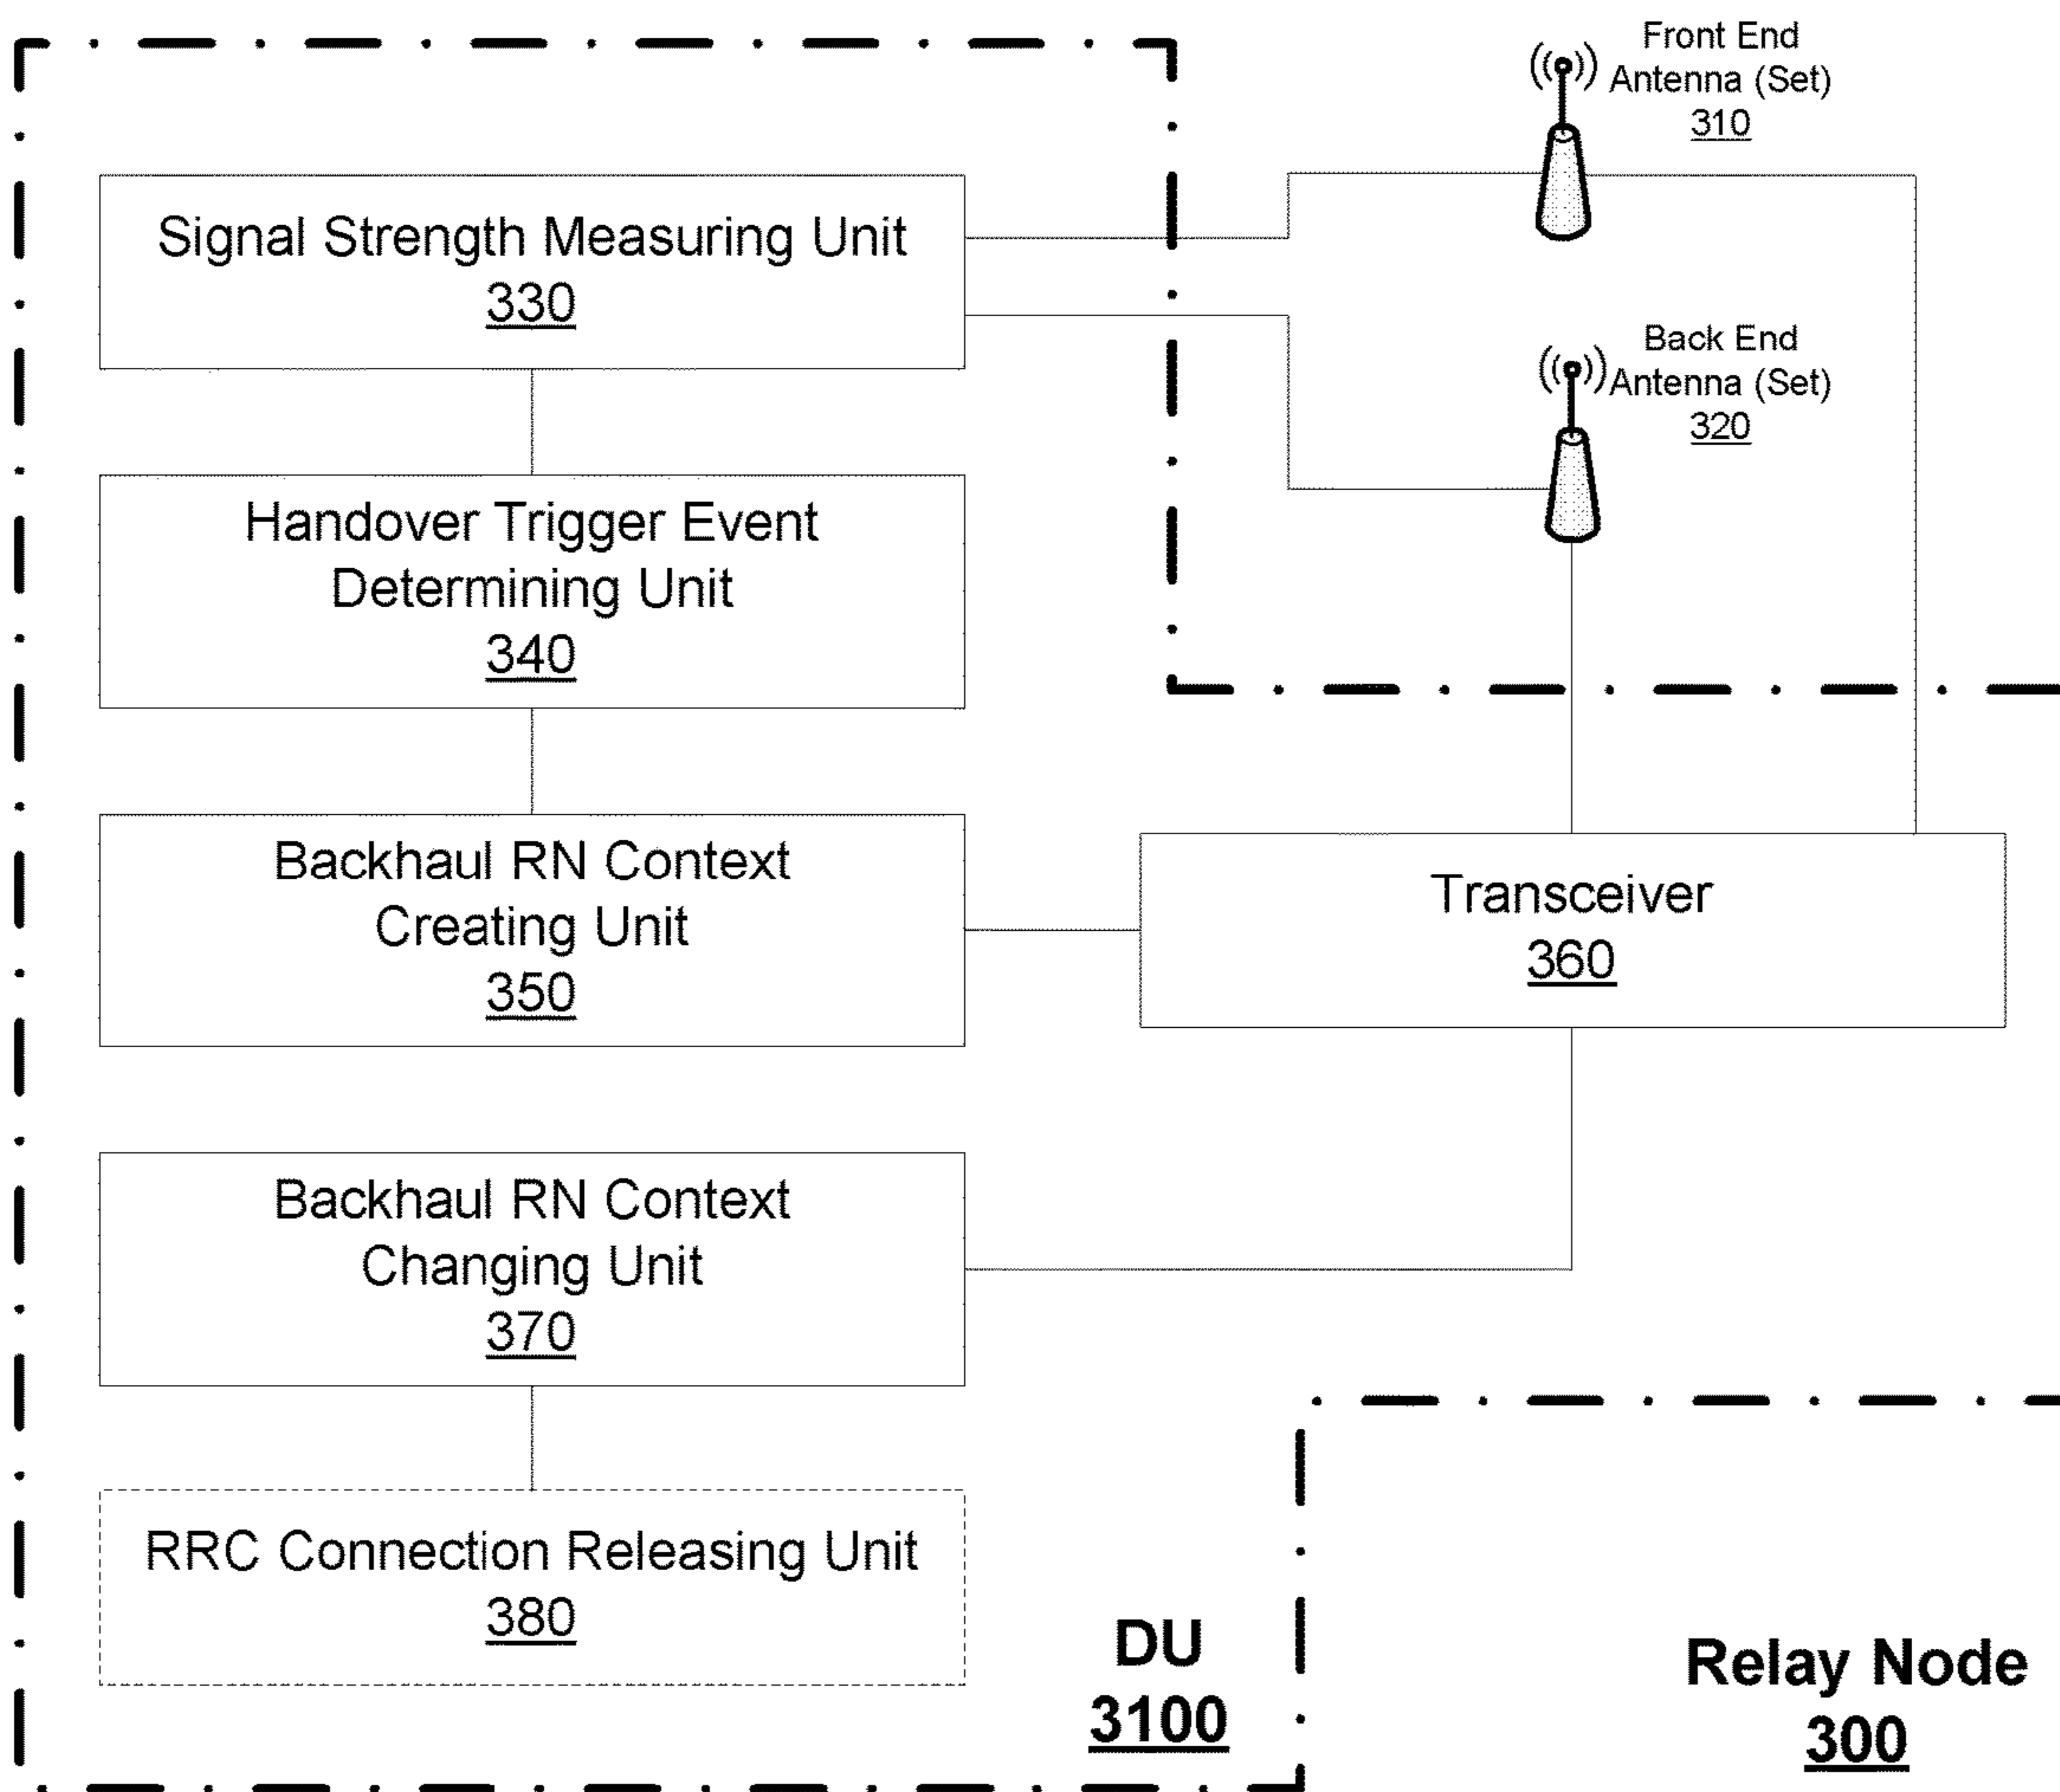 Front End
Antenna (Set)
310
Signal Strength Measuring Unit
330
Back End
Antenna (Set)
320
Handover Trigger Event
Determining Unit
340
Backhaul RN Context
Creating Unit
350
Transceiver
360
Backhaul RN Context
Changing Unit
370
RRC Connection Releasing Unit
380
DU
3100
Relay Node
300